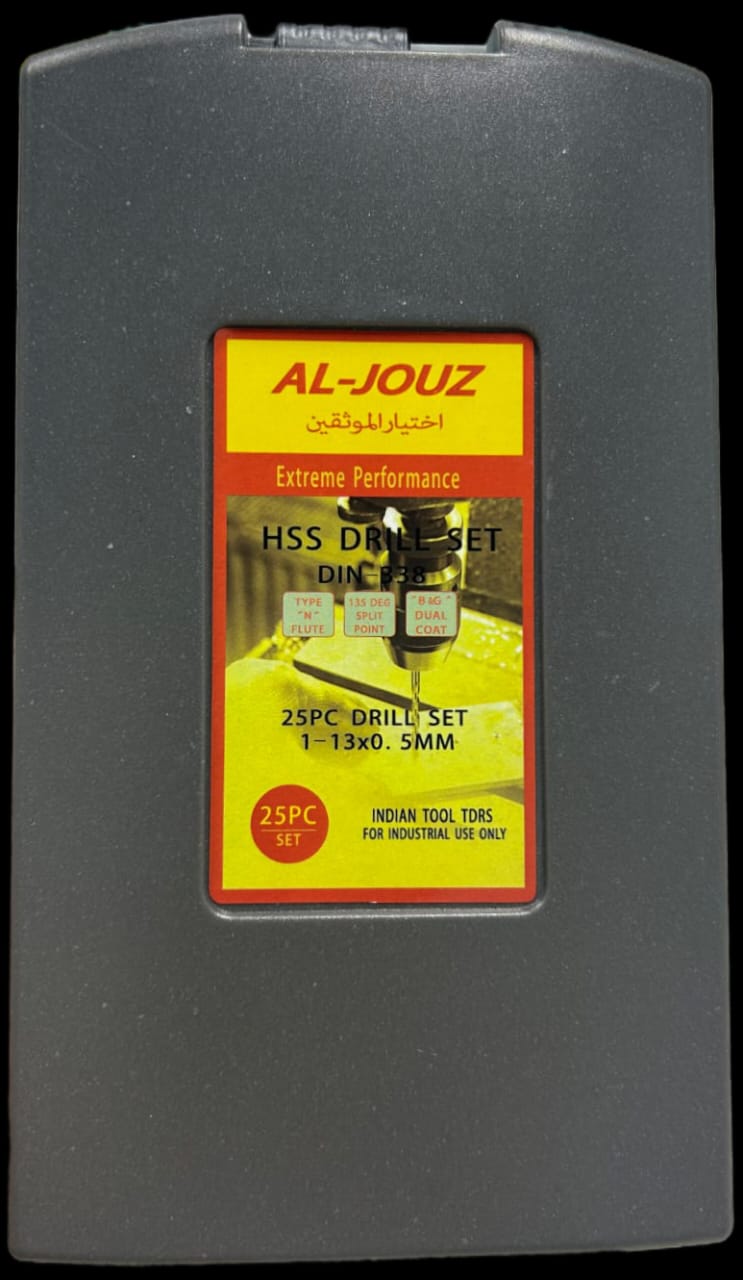 AL-JOUZ
اختيار الموثقين
Extreme Performance
HSS DRILL SET
DIN-338
TYPE
"N"
FLUTE
135 DEG
SPLIT
POINT
"B&G"
DUAL
COAT
25PC DRILL SET
1-13x0.5MM
25PC
SET
INDIAN TOOL TDRS
FOR INDUSTRIAL USE ONLY